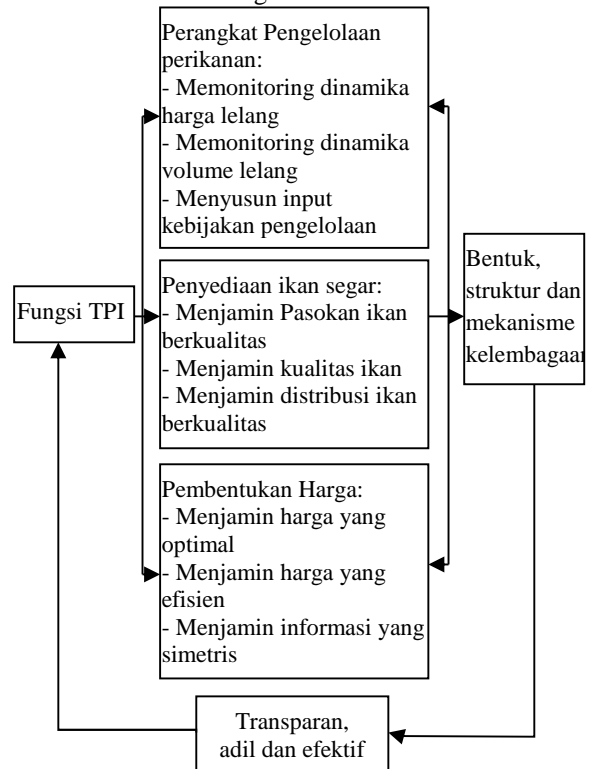 Perangkat Pengelolaan
perikanan:
- Memonitoring dinamika
harga lelang
- Memonitoring dinamika
volume lelang
- Menyusun input
kebijakan pengelolaan
Fungsi TPI
Penyediaan ikan segar:
- Menjamin Pasokan ikan
berkualitas
- Menjamin kualitas ikan
- Menjamin distribusi ikan
berkualitas
Bentuk,
struktur dan
mekanisme
kelembagaan
Pembentukan Harga:
- Menjamin harga yang
optimal
- Menjamin harga yang
efisien
- Menjamin informasi yang
simetris
Transparan,
adil dan efektif